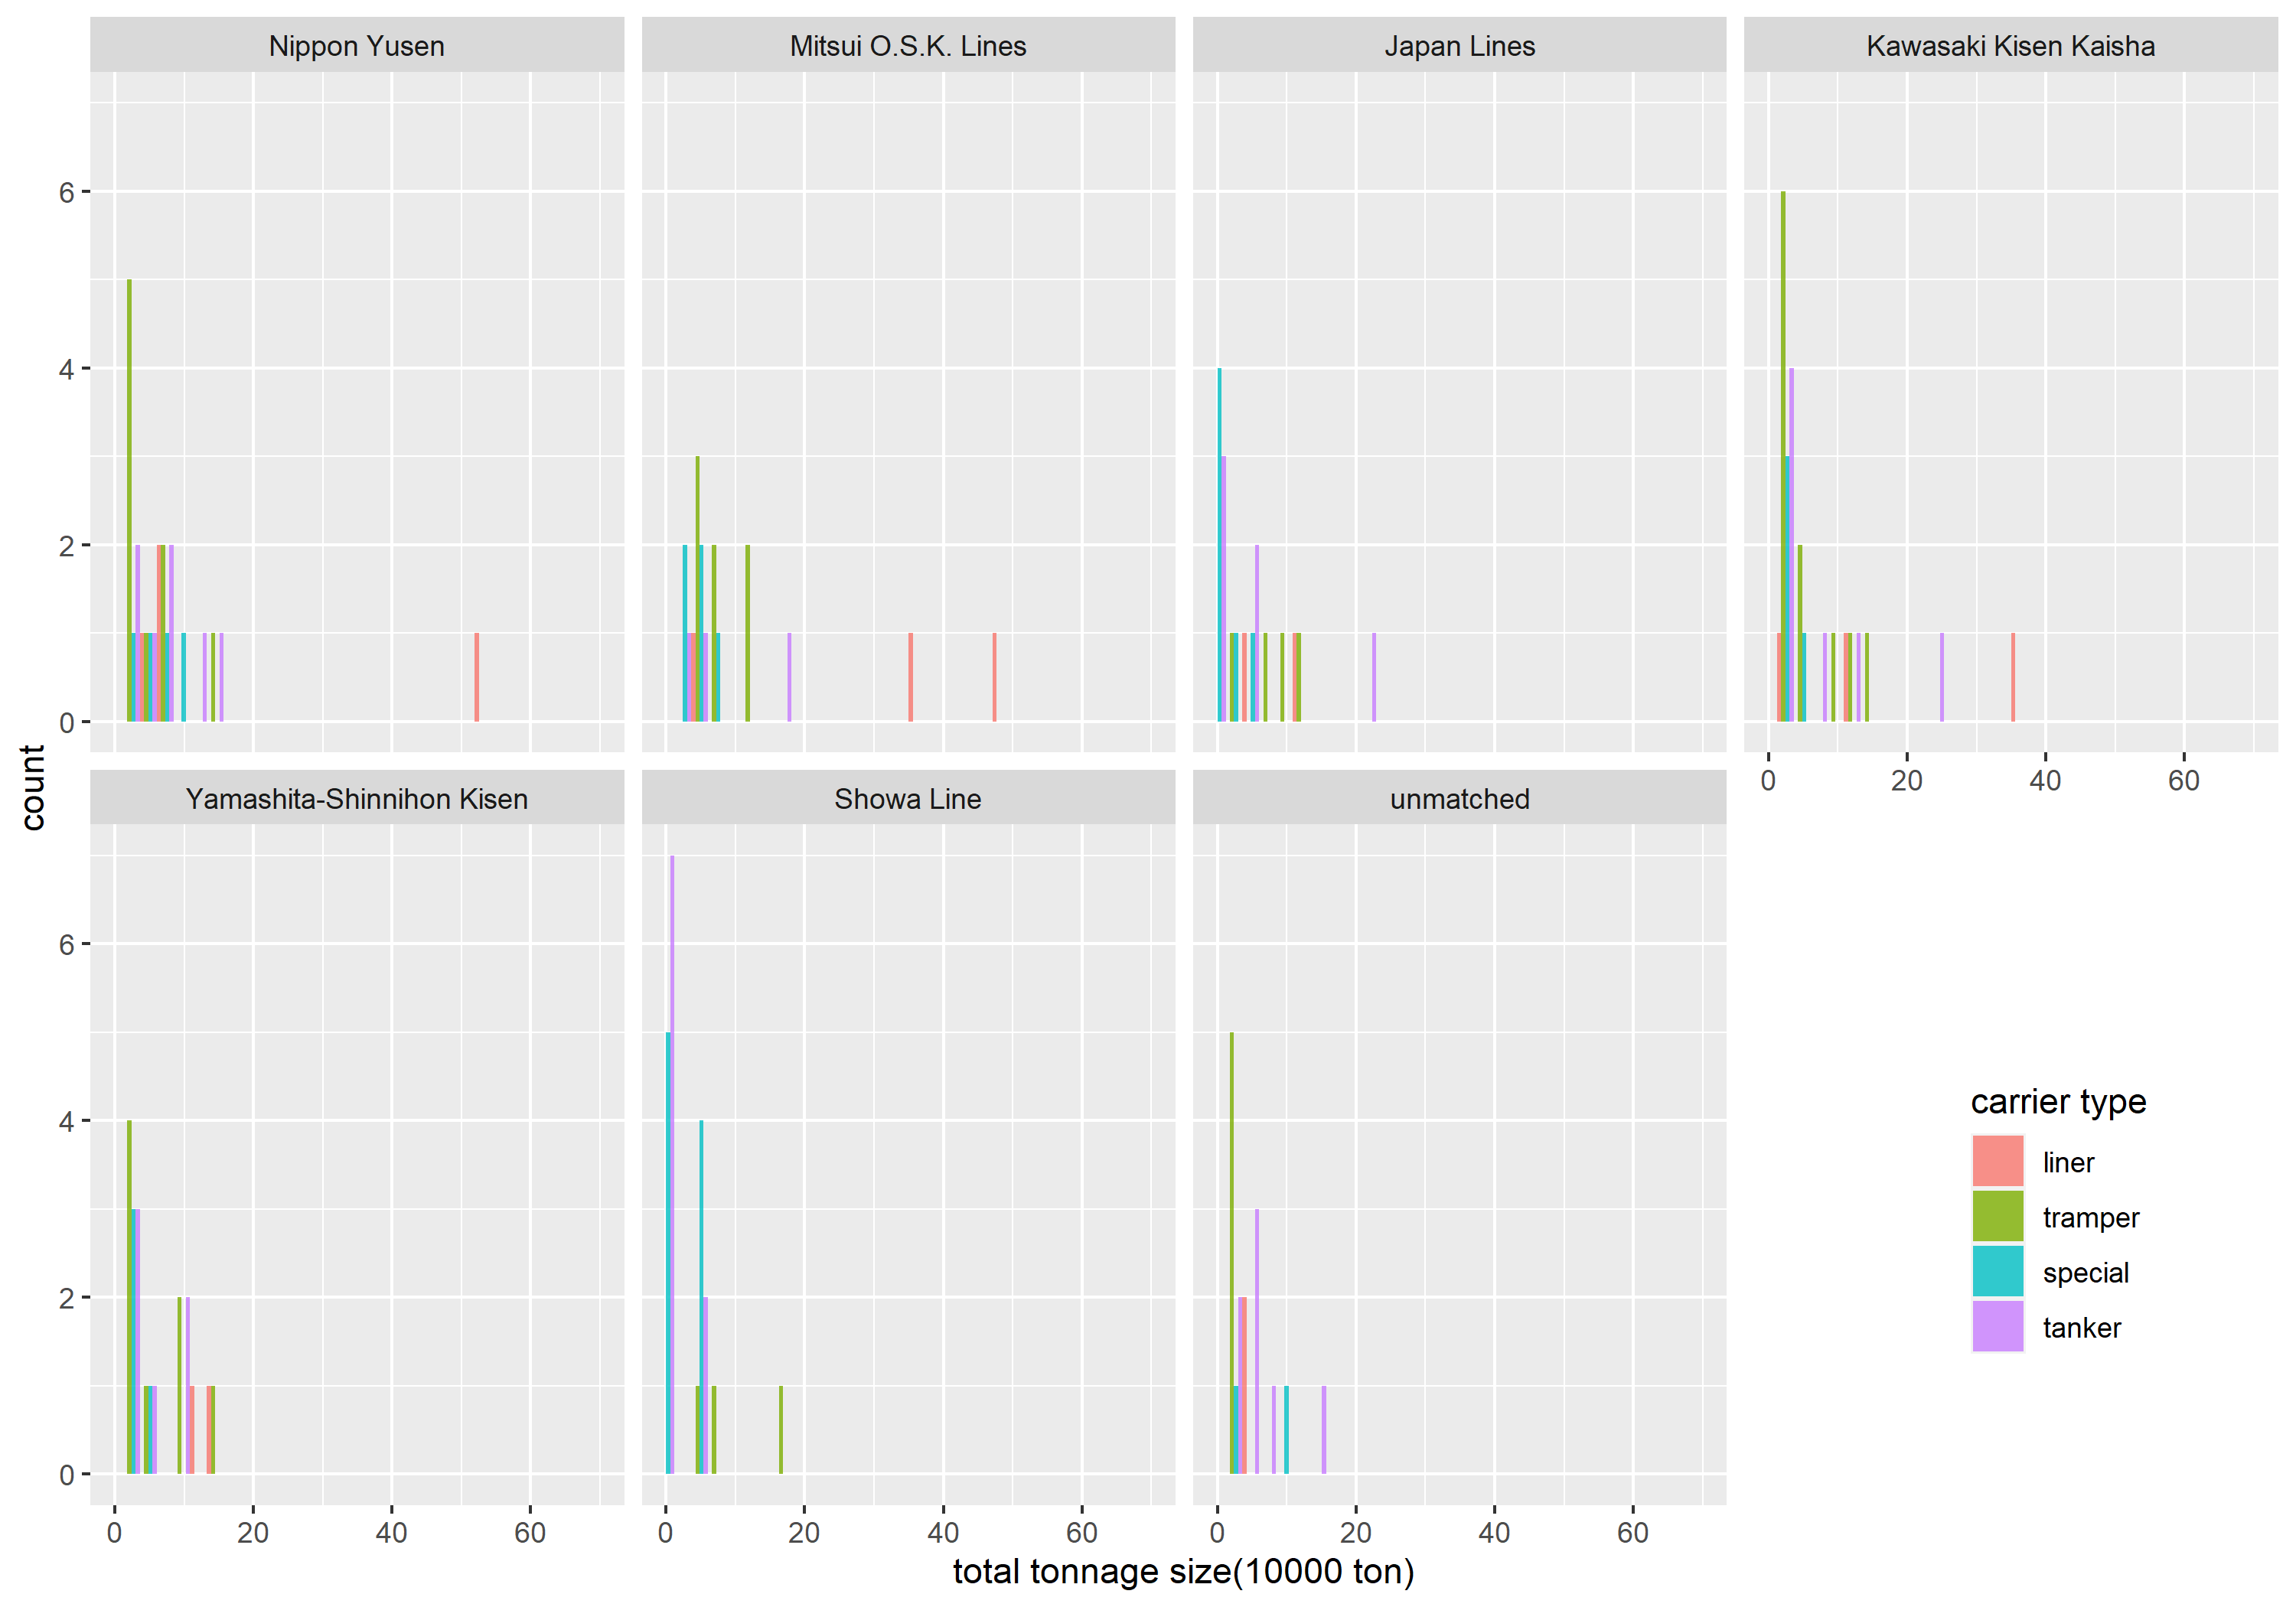 Nippon Yusen
Mitsui O.S.K. Lines
Japan Lines
Kawasaki Kisen Kaisha
6
4
2
0
0 20 40 60
count
Yamashita-Shinnihon Kisen
Showa Line
unmatched
6
4
2
0
0 20 40 60
0 20 40 60
0 20 40 60
total tonnage size(10000 ton)
carrier type
liner
tramper
special
tanker